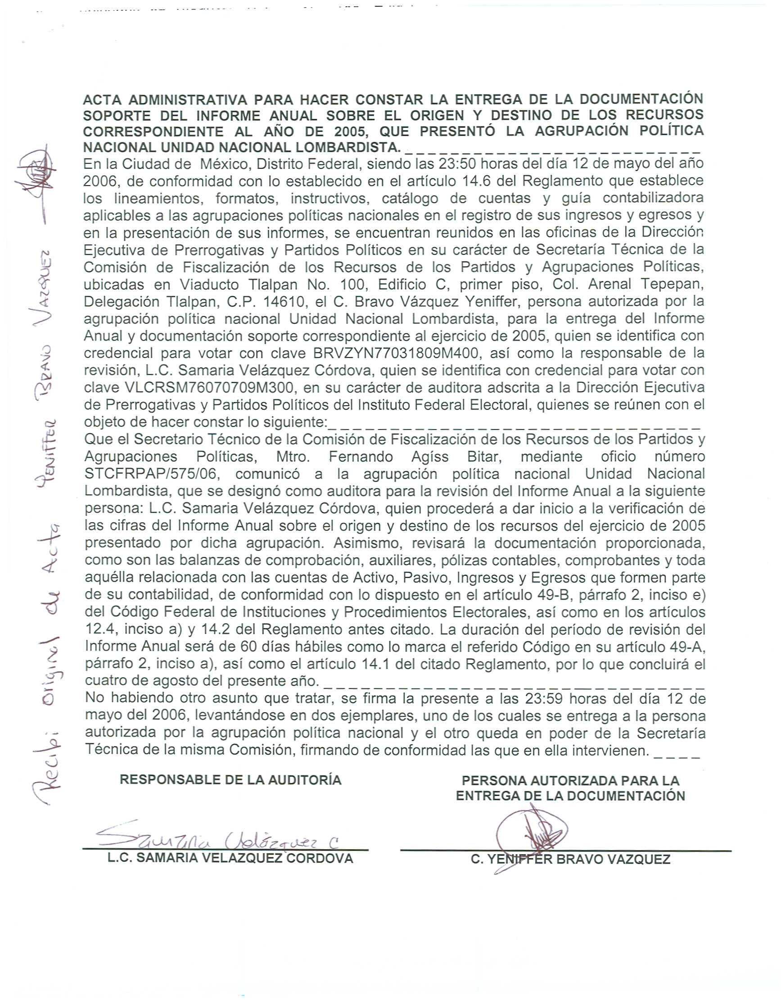 ACTA ADMINISTRATIVA PARA HACER CONSTAR LA ENTREGA DE LA DOCUMENTACIÓN
SOPORTE DEL INFORME ANUAL SOBRE EL ORIGEN Y DESTINO DE LOS RECURSOS
CORRESPONDIENTE AL AÑO DE 2005, QUE PRESENTÓ LA AGRUPACIÓN POLÍTICA
NACIONAL UNIDAD NACIONAL LOMBARDISTA.
En la Ciudad de México, Distrito Federal, siendo las 23:50 horas del día 12 de mayo del año
2006, de conformidad con lo establecido en el artículo 14.6 del Reglamento que establece
los lineamientos, formatos, instructivos, catálogo de cuentas y guía contabilizadora
aplicables a las agrupaciones políticas nacionales en el registro de sus ingresos y egresos y
en la presentación de sus informes, se encuentran reunidos en las oficinas de la Dirección
Ejecutiva de Prerrogativas y Partidos Políticos en su carácter de Secretaría Técnica de la
Comisión de Fiscalización de los Recursos de los Partidos y Agrupaciones Políticas,
ubicadas en Viaducto Tlalpan No. 100, Edificio C, primer piso, Col. Arenal Tepepan,
Delegación Tlalpan, C.P. 14610, el C. Bravo Vázquez Yeniffer, persona autorizada por la
agrupación política nacional Unidad Nacional Lombardista, para la entrega del Informe
Anual y documentación soporte correspondiente al ejercicio de 2005, quien se identifica con
credencial para votar con clave BRVZYN77031809M400, así como la responsable de la
revisión, L.C. Samaria Velázquez Córdova, quien se identifica con credencial para votar con
clave VLCRSM76070709M300, en su carácter de auditora adscrita a la Dirección Ejecutiva
de Prerrogativas y Partidos Políticos del Instituto Federal Electoral, quienes se reúnen con el
objeto de hacer constar lo siguiente:
Que el Secretario Técnico de la Comisión de Fiscalización de los Recursos de los Partidos y
Agrupaciones Políticas, Mtro. Fernando Agíss Bitar, mediante oficio número
STCFRPAP/575/06, comunicó a la agrupación política nacional Unidad Nacional
Lombardista, que se designó como auditora para la revisión del Informe Anual a la siguiente
persona: L.C. Samaria Velázquez Córdova, quien procederá a dar inicio a la verificación de
las cifras del Informe Anual sobre el origen y destino de los recursos del ejercicio de 2005
presentado por dicha agrupación. Asimismo, revisará la documentación proporcionada,
como son las balanzas de comprobación, auxiliares, pólizas contables, comprobantes y toda
aquélla relacionada con las cuentas de Activo, Pasivo, Ingresos y Egresos que formen parte
de su contabilidad, de conformidad con lo dispuesto en el artículo 49-B, párrafo 2, inciso e)
del Código Federal de Instituciones y Procedimientos Electorales, así como en los artículos
12.4, inciso a) y 14.2 del Reglamento antes citado. La duración del período de revisión del
Informe Anual será de 60 días hábiles como lo marca el referido Código en su artículo 49-A,
párrafo 2, inciso a), así como el artículo 14.1 del citado Reglamento, por lo que concluirá el
cuatro de agosto del presente año.
No habiendo otro asunto que tratar, se firma la presente a las 23:59 horas del día 12 de
mayo del 2006, levantándose en dos ejemplares, uno de los cuales se entrega a la persona
autorizada por la agrupación política nacional y el otro queda en poder de la Secretaría
Técnica de la misma Comisión, firmando de conformidad las que en ella intervienen.
RESPONSABLE DE LA AUDITORÍA
Samaria Velázquez C
L.C. SAMARIA VELAZQUEZ CORDOVA
PERSONA AUTORIZADA PARA LA
ENTREGA DE LA DOCUMENTACIÓN
C. YENIFFER BRAVO VAZQUEZ
Recibi original de Acta YENIFFER BRAVO VAZQUEZ